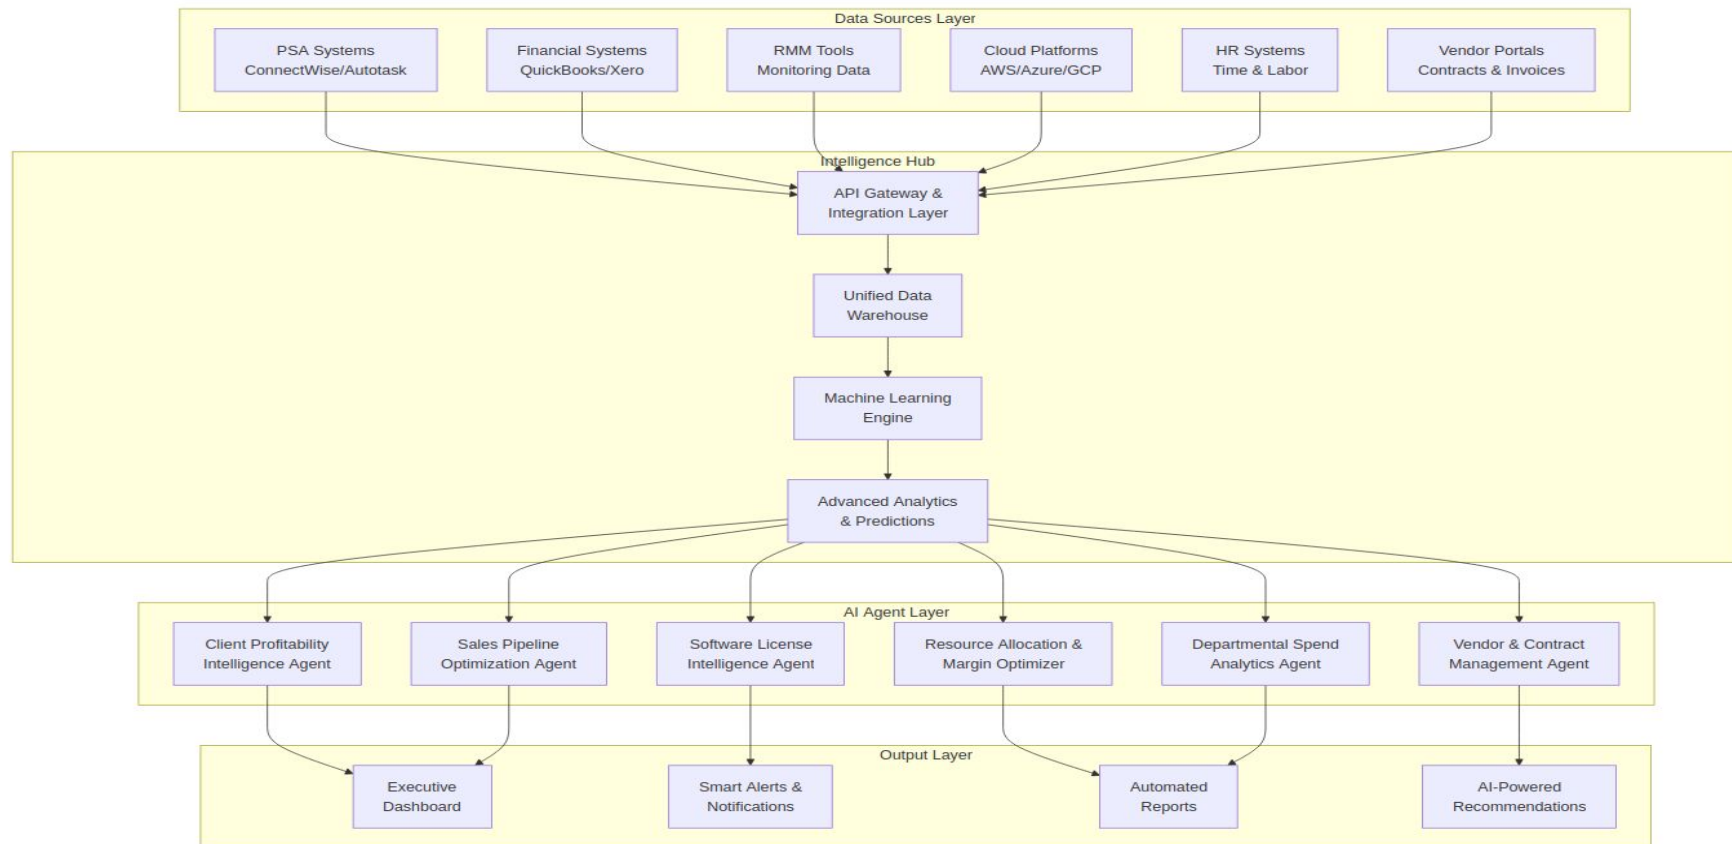 Data Sources Layer
PSA Systems
ConnectWise/Autotask
Financial Systems
QuickBooks/Xero
RMM Tools
Monitoring Data
Cloud Platforms
AWS/Azure/GCP
HR Systems
Time & Labor
Vendor Portals
Contracts & Invoices
Intelligence Hub
API Gateway &
Integration Layer
Unified Data
Warehouse
Machine Learning
Engine
Advanced Analytics
& Predictions
AI Agent Layer
Client Profitability
Intelligence Agent
Sales Pipeline
Optimization Agent
Software License
Intelligence Agent
Resource Allocation &
Margin Optimizer
Departmental Spend
Analytics Agent
Vendor & Contract
Management Agent
Output Layer
Executive
Dashboard
Smart Alerts &
Notifications
Automated
Reports
AI-Powered
Recommendations